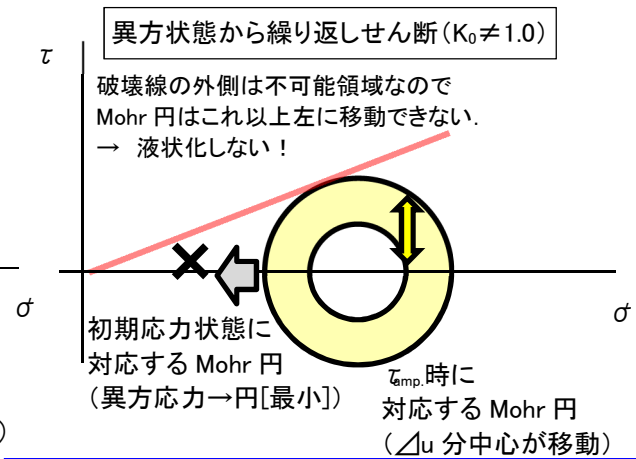 異方状態から繰り返しせん断(K₀≠1.0)
τ
破壊線の外側は不可能領域なので
Mohr 円はこれ以上左に移動できない.
→ 液状化しない!
σ
σ
初期応力状態に
対応する Mohr 円
(異方応力→円[最小])
τamp.時に
対応する Mohr 円
(⊿u 分中心が移動)
)